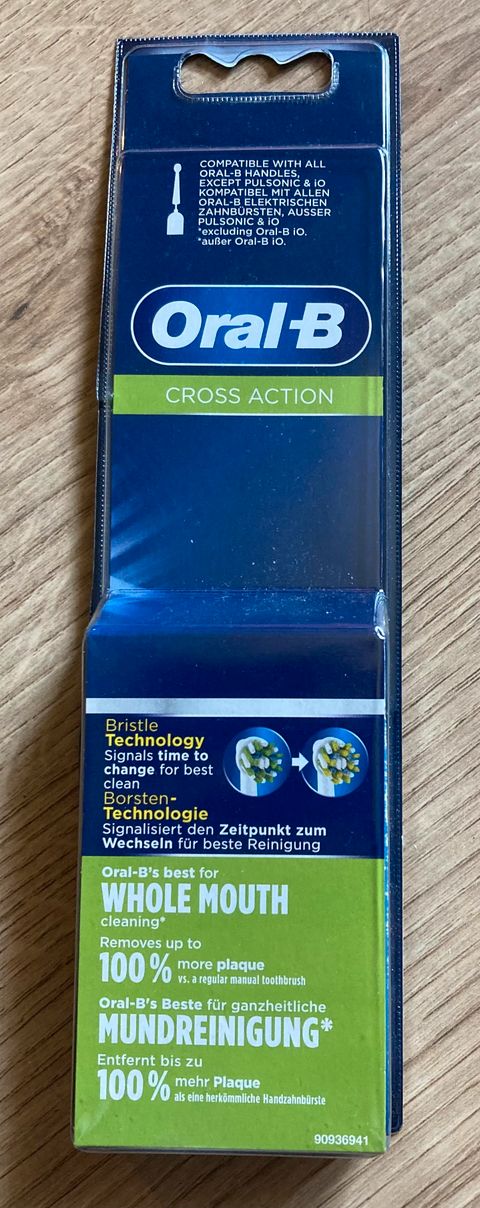 COMPATIBLE WITH ALL
ORAL-B HANDLES,
EXCEPT PULSONIC & iO
KOMPATIBEL MIT ALLEN
ORAL-B ELEKTRISCHEN
ZAHNBÜRSTEN, AUSSER
PULSONIC & iO
*excluding Oral-B iO.
*außer Oral-B iO.
Oral-B
CROSS ACTION
Bristle
Technology
Signals time to
change for best
clean
Borsten-
Technologie
Signalisiert den Zeitpunkt zum
Wechseln für beste Reinigung
Oral-B's best for
WHOLE MOUTH
cleaning*
Removes up to
100% more plaque
vs. a regular manual toothbrush
Oral-B's Beste für ganzheitliche
MUNDREINIGUNG*
Entfernt bis zu
100% mehr Plaque
als eine herkömmliche Handzahnbürste
90936941